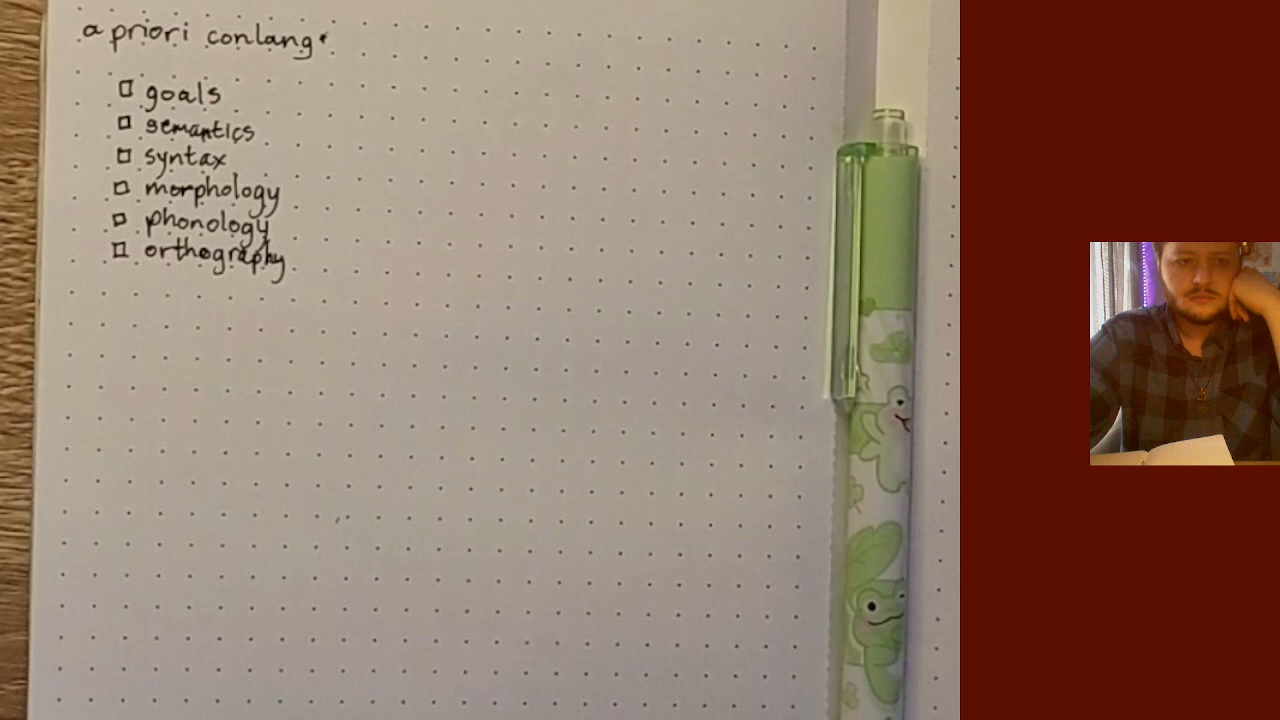 a priori conlang.
☐ goals
☐ semantics
☐ syntax
☐ morphology
☐ phonology
☐ orthography